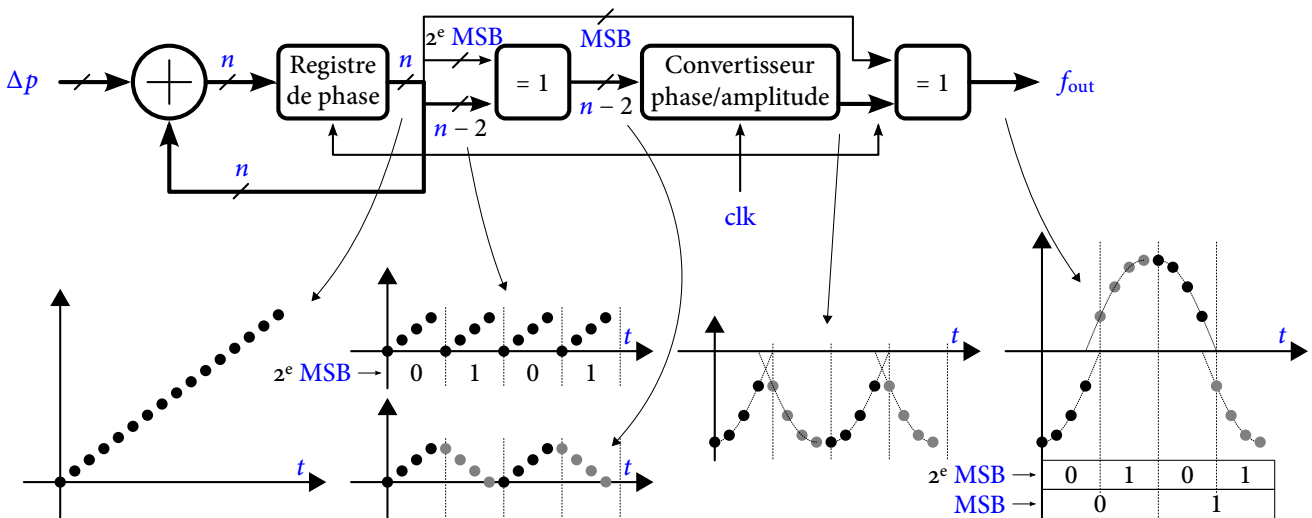 2ᵉ MSB
MSB
Δp
n
Registre
de phase
n
= 1
n − 2
Convertisseur
phase/amplitude
= 1
f_out
n − 2
n
clk
t
2ᵉ MSB
0 1 0 1
t
t
t
t
2ᵉ MSB
0 1 0 1
MSB
0 1